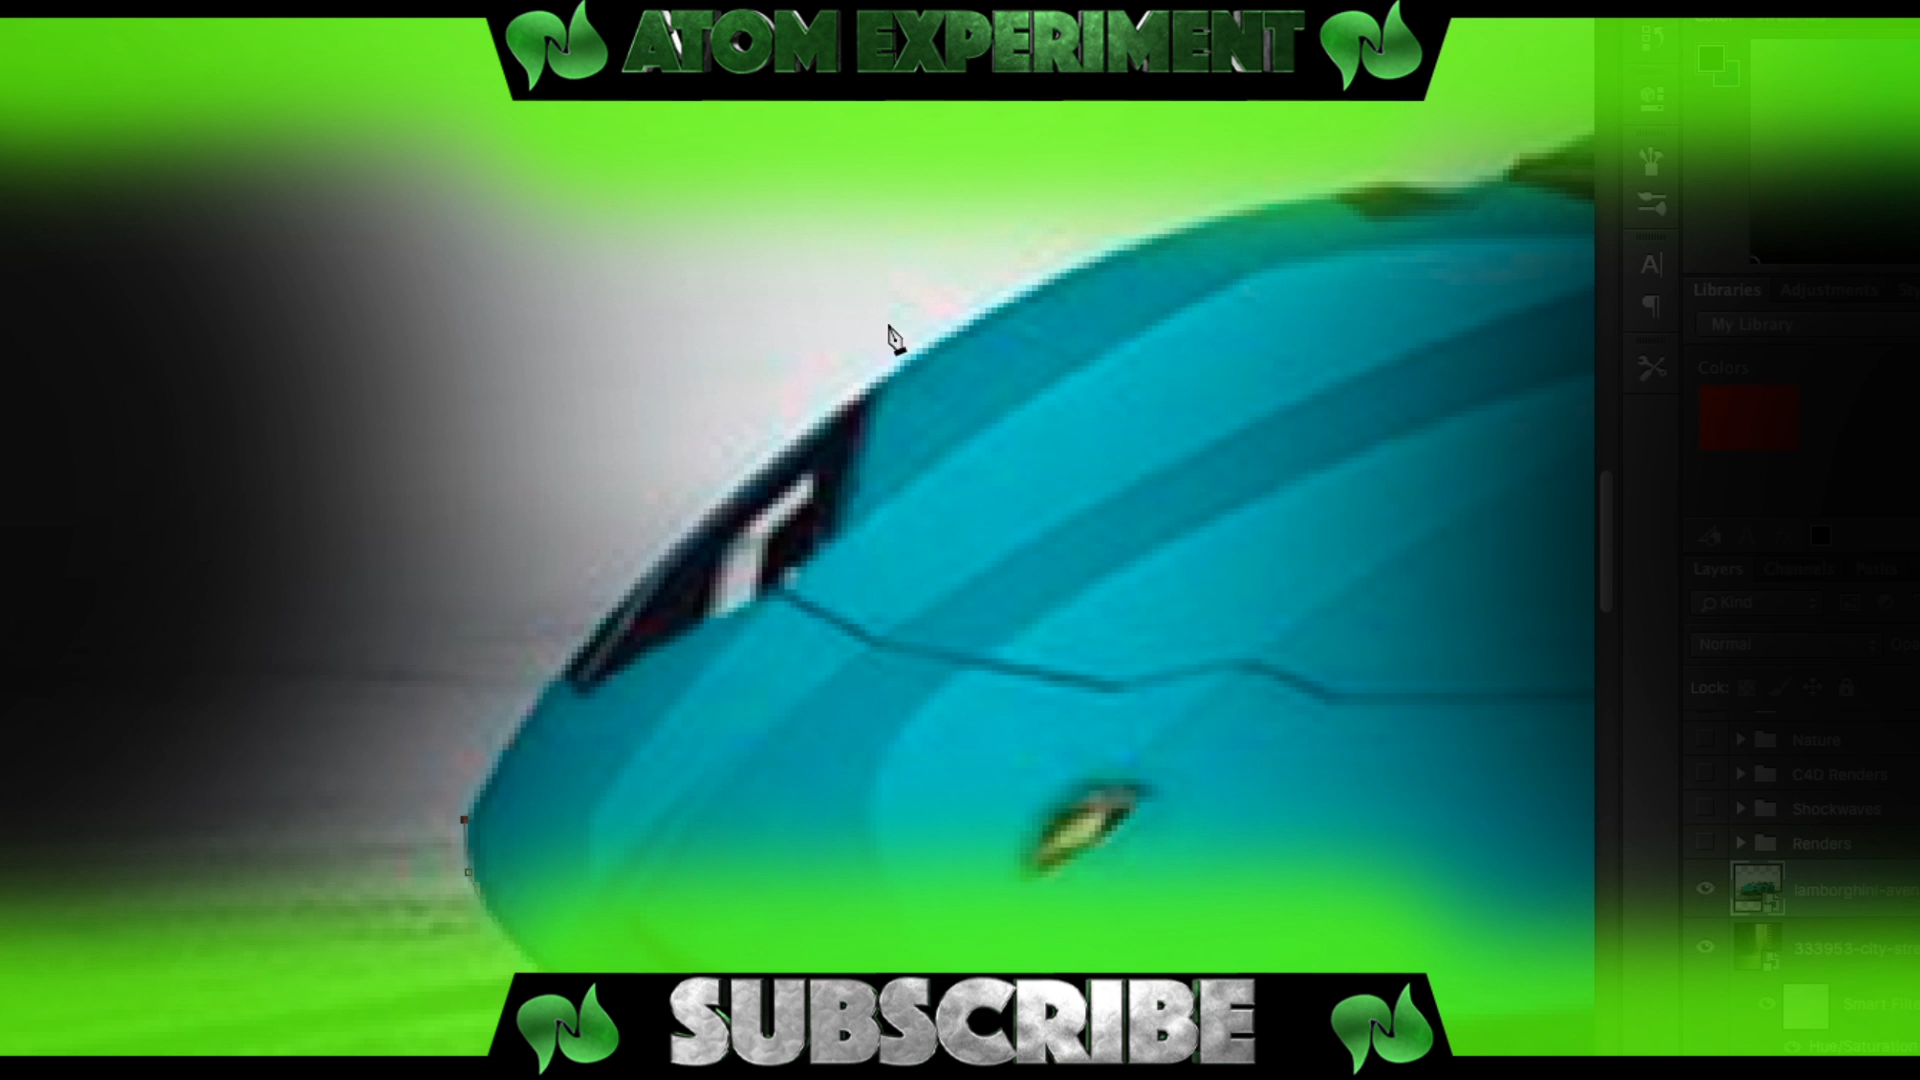 ATOM EXPERIMENT
Libraries Adjustments
My Library
Colors
Layers Channels Paths
Kind
Normal
Lock:
Nature
C4D Renders
Shockwaves
Renders
lamborghini-aven
333953-city-stre
Smart Filte
Hue/Saturation
SUBSCRIBE